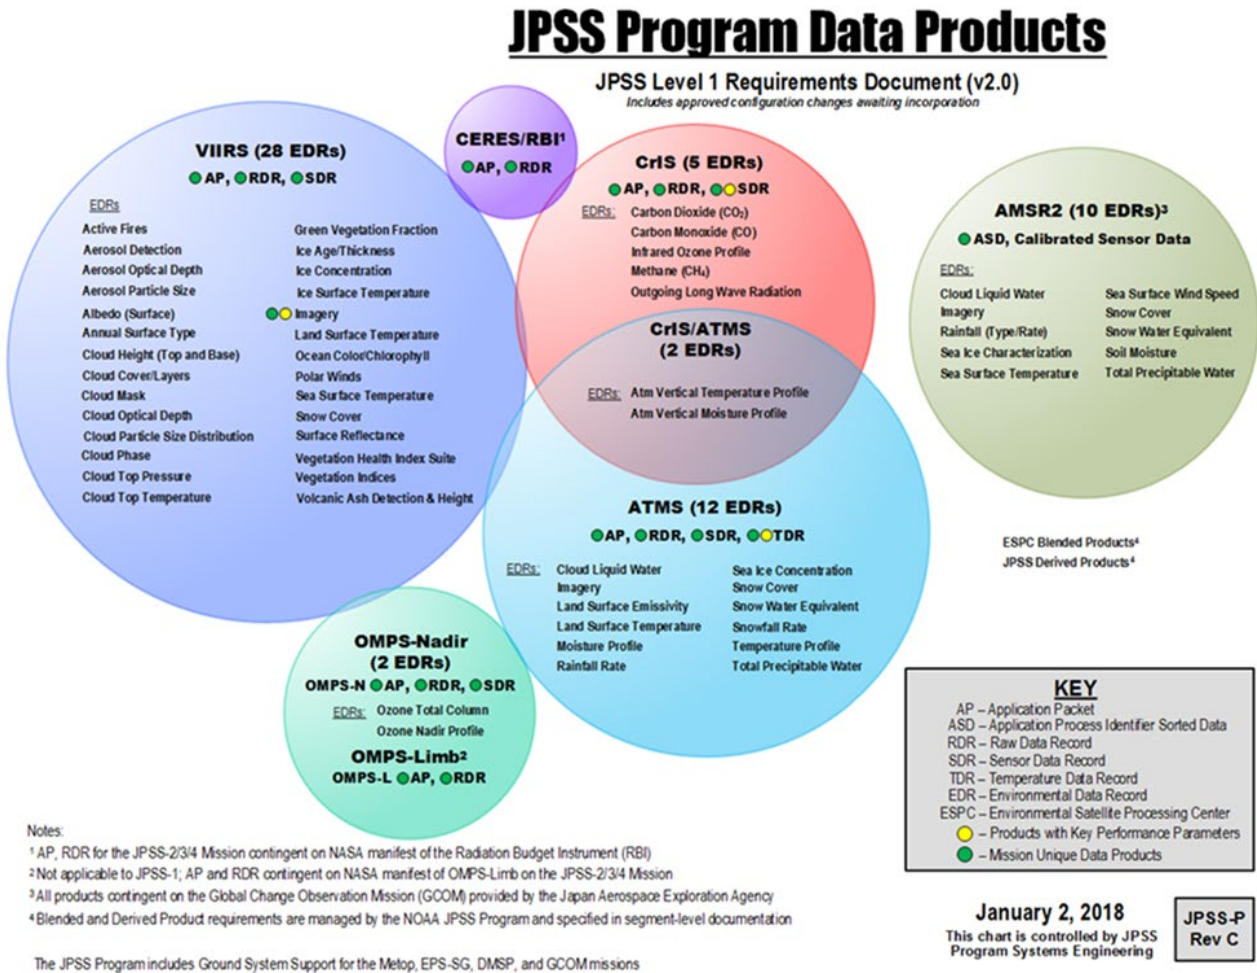 JPSS Program Data Products
JPSS Level 1 Requirements Document (v2.0)
Includes approved configuration changes awaiting incorporation
VIIRS (28 EDRs)
AP, RDR, SDR
EDRs
Active Fires
Aerosol Detection
Aerosol Optical Depth
Aerosol Particle Size
Albedo (Surface)
Annual Surface Type
Cloud Height (Top and Base)
Cloud Cover/Layers
Cloud Mask
Cloud Optical Depth
Cloud Particle Size Distribution
Cloud Phase
Cloud Top Pressure
Cloud Top Temperature
Green Vegetation Fraction
Ice Age/Thickness
Ice Concentration
Ice Surface Temperature
Imagery
Land Surface Temperature
Ocean Color/Chlorophyll
Polar Winds
Sea Surface Temperature
Snow Cover
Surface Reflectance
Vegetation Health Index Suite
Vegetation Indices
Volcanic Ash Detection & Height
CERES/RBI¹
AP, RDR
CrIS (5 EDRs)
AP, RDR, SDR
EDRs: Carbon Dioxide (CO₂)
Carbon Monoxide (CO)
Infrared Ozone Profile
Methane (CH₄)
Outgoing Long Wave Radiation
CrIS/ATMS
(2 EDRs)
EDRs: Atm Vertical Temperature Profile
Atm Vertical Moisture Profile
ATMS (12 EDRs)
AP, RDR, SDR, TDR
EDRs: Cloud Liquid Water
Imagery
Land Surface Emissivity
Land Surface Temperature
Moisture Profile
Rainfall Rate
Sea Ice Concentration
Snow Cover
Snow Water Equivalent
Snowfall Rate
Temperature Profile
Total Precipitable Water
AMSR2 (10 EDRs)³
ASD, Calibrated Sensor Data
EDRs:
Cloud Liquid Water
Imagery
Rainfall (Type/Rate)
Sea Ice Characterization
Sea Surface Temperature
Sea Surface Wind Speed
Snow Cover
Snow Water Equivalent
Soil Moisture
Total Precipitable Water
ESPC Blended Products⁴
JPSS Derived Products⁴
OMPS-Nadir
(2 EDRs)
OMPS-N AP, RDR, SDR
EDRs: Ozone Total Column
Ozone Nadir Profile
OMPS-Limb²
OMPS-L AP, RDR
KEY
AP – Application Packet
ASD – Application Process Identifier Sorted Data
RDR – Raw Data Record
SDR – Sensor Data Record
TDR – Temperature Data Record
EDR – Environmental Data Record
ESPC – Environmental Satellite Processing Center
– Products with Key Performance Parameters
– Mission Unique Data Products
Notes:
¹ AP, RDR for the JPSS-2/3/4 Mission contingent on NASA manifest of the Radiation Budget Instrument (RBI)
² Not applicable to JPSS-1; AP and RDR contingent on NASA manifest of OMPS-Limb on the JPSS-2/3/4 Mission
³ All products contingent on the Global Change Observation Mission (GCOM) provided by the Japan Aerospace Exploration Agency
⁴ Blended and Derived Product requirements are managed by the NOAA JPSS Program and specified in segment-level documentation
The JPSS Program includes Ground System Support for the Metop, EPS-SG, DMSP, and GCOM missions
January 2, 2018
This chart is controlled by JPSS
Program Systems Engineering
JPSS-P
Rev C